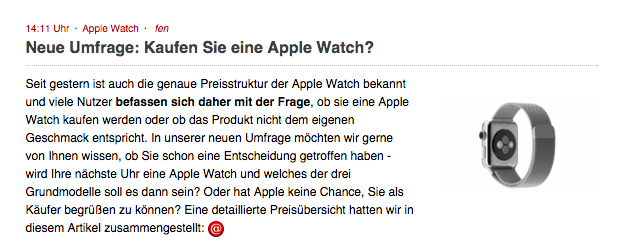 14:11 Uhr · Apple Watch · fen
Neue Umfrage: Kaufen Sie eine Apple Watch?
Seit gestern ist auch die genaue Preisstruktur der Apple Watch bekannt
und viele Nutzer befassen sich daher mit der Frage, ob sie eine Apple
Watch kaufen werden oder ob das Produkt nicht dem eigenen
Geschmack entspricht. In unserer neuen Umfrage möchten wir gerne
von Ihnen wissen, ob Sie schon eine Entscheidung getroffen haben -
wird Ihre nächste Uhr eine Apple Watch und welches der drei
Grundmodelle soll es dann sein? Oder hat Apple keine Chance, Sie als
Käufer begrüßen zu können? Eine detaillierte Preisübersicht hatten wir in
diesem Artikel zusammengestellt: @